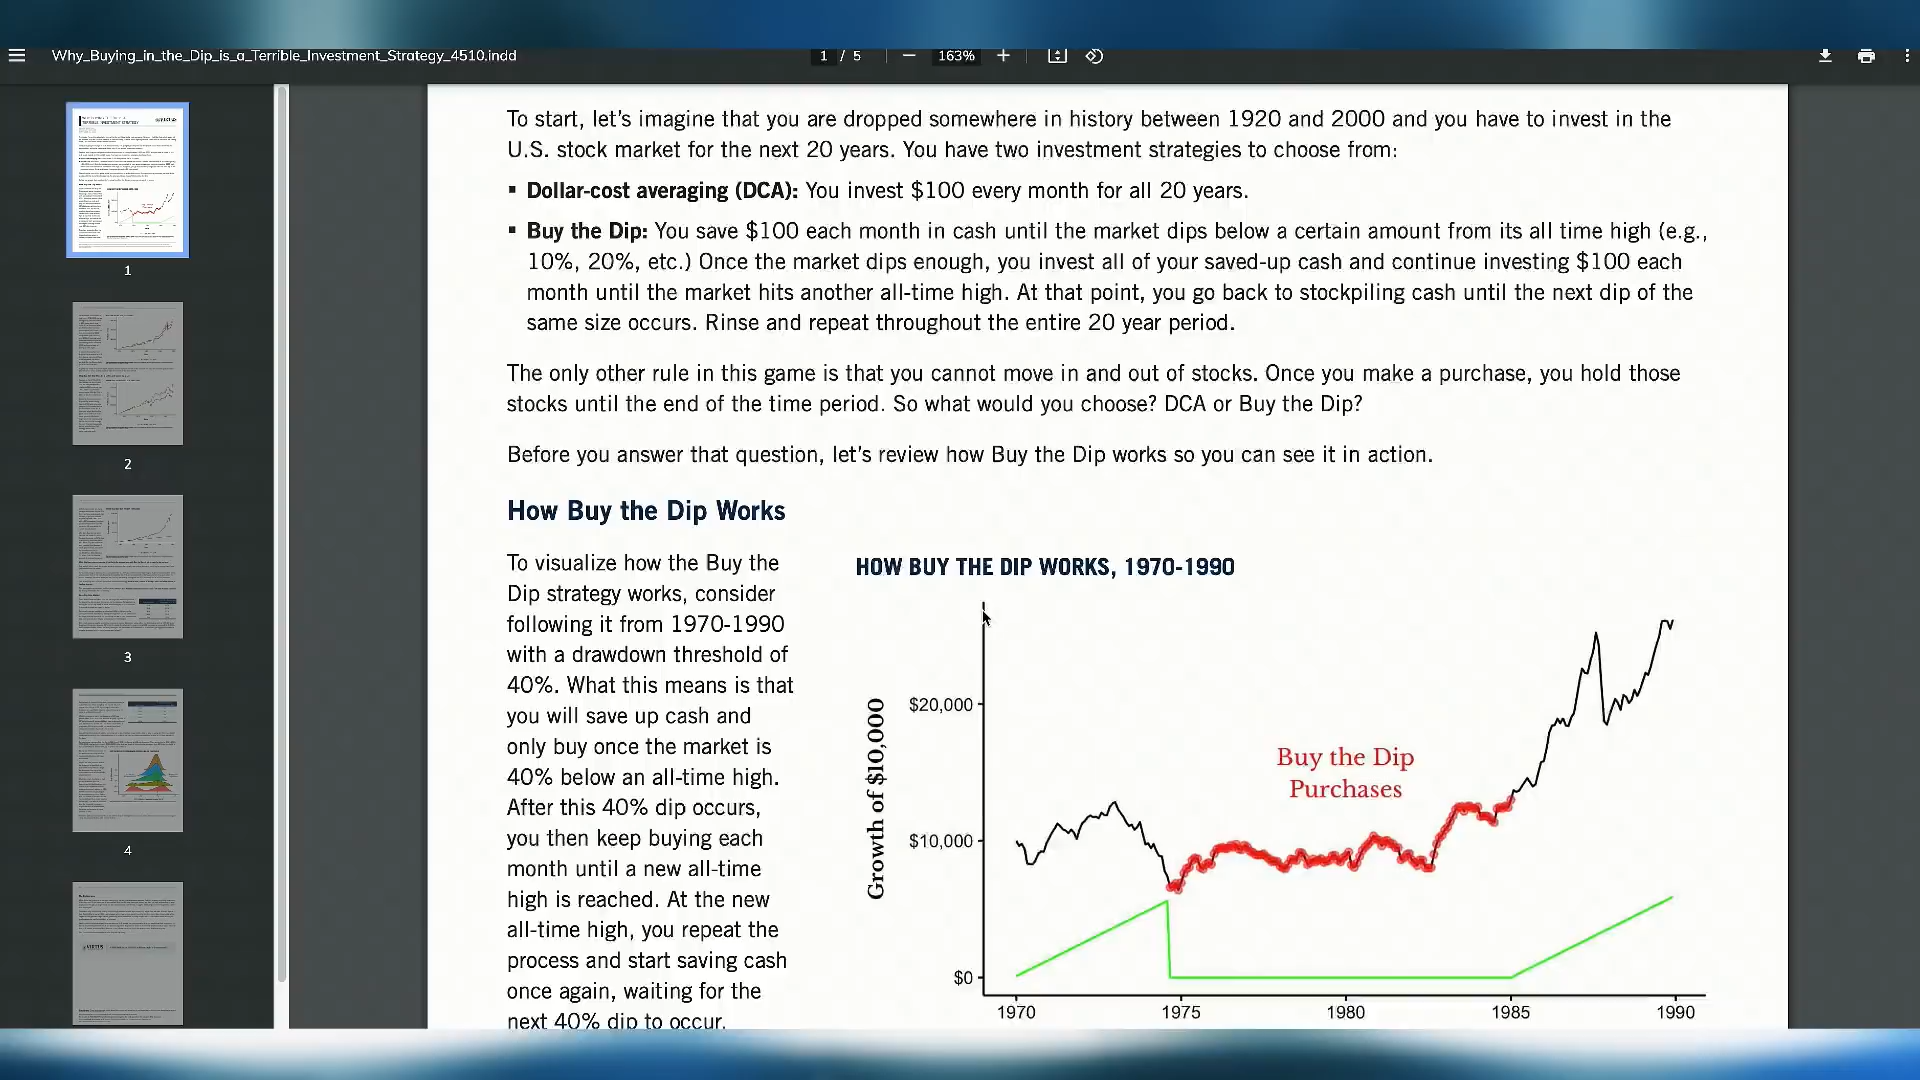 Why_Buying_in_the_Dip_is_a_Terrible_Investment_Strategy_4510.indd
1 / 5
163%
To start, let’s imagine that you are dropped somewhere in history between 1920 and 2000 and you have to invest in the
U.S. stock market for the next 20 years. You have two investment strategies to choose from:
▪ Dollar-cost averaging (DCA): You invest $100 every month for all 20 years.
▪ Buy the Dip: You save $100 each month in cash until the market dips below a certain amount from its all time high (e.g.,
10%, 20%, etc.) Once the market dips enough, you invest all of your saved-up cash and continue investing $100 each
month until the market hits another all-time high. At that point, you go back to stockpiling cash until the next dip of the
same size occurs. Rinse and repeat throughout the entire 20 year period.
The only other rule in this game is that you cannot move in and out of stocks. Once you make a purchase, you hold those
stocks until the end of the time period. So what would you choose? DCA or Buy the Dip?
Before you answer that question, let’s review how Buy the Dip works so you can see it in action.
How Buy the Dip Works
To visualize how the Buy the
Dip strategy works, consider
following it from 1970-1990
with a drawdown threshold of
40%. What this means is that
you will save up cash and
only buy once the market is
40% below an all-time high.
After this 40% dip occurs,
you then keep buying each
month until a new all-time
high is reached. At the new
all-time high, you repeat the
process and start saving cash
once again, waiting for the
next 40% dip to occur.
HOW BUY THE DIP WORKS, 1970-1990
Growth of $10,000
$20,000
$10,000
$0
Buy the Dip
Purchases
1970
1975
1980
1985
1990
1
2
3
4